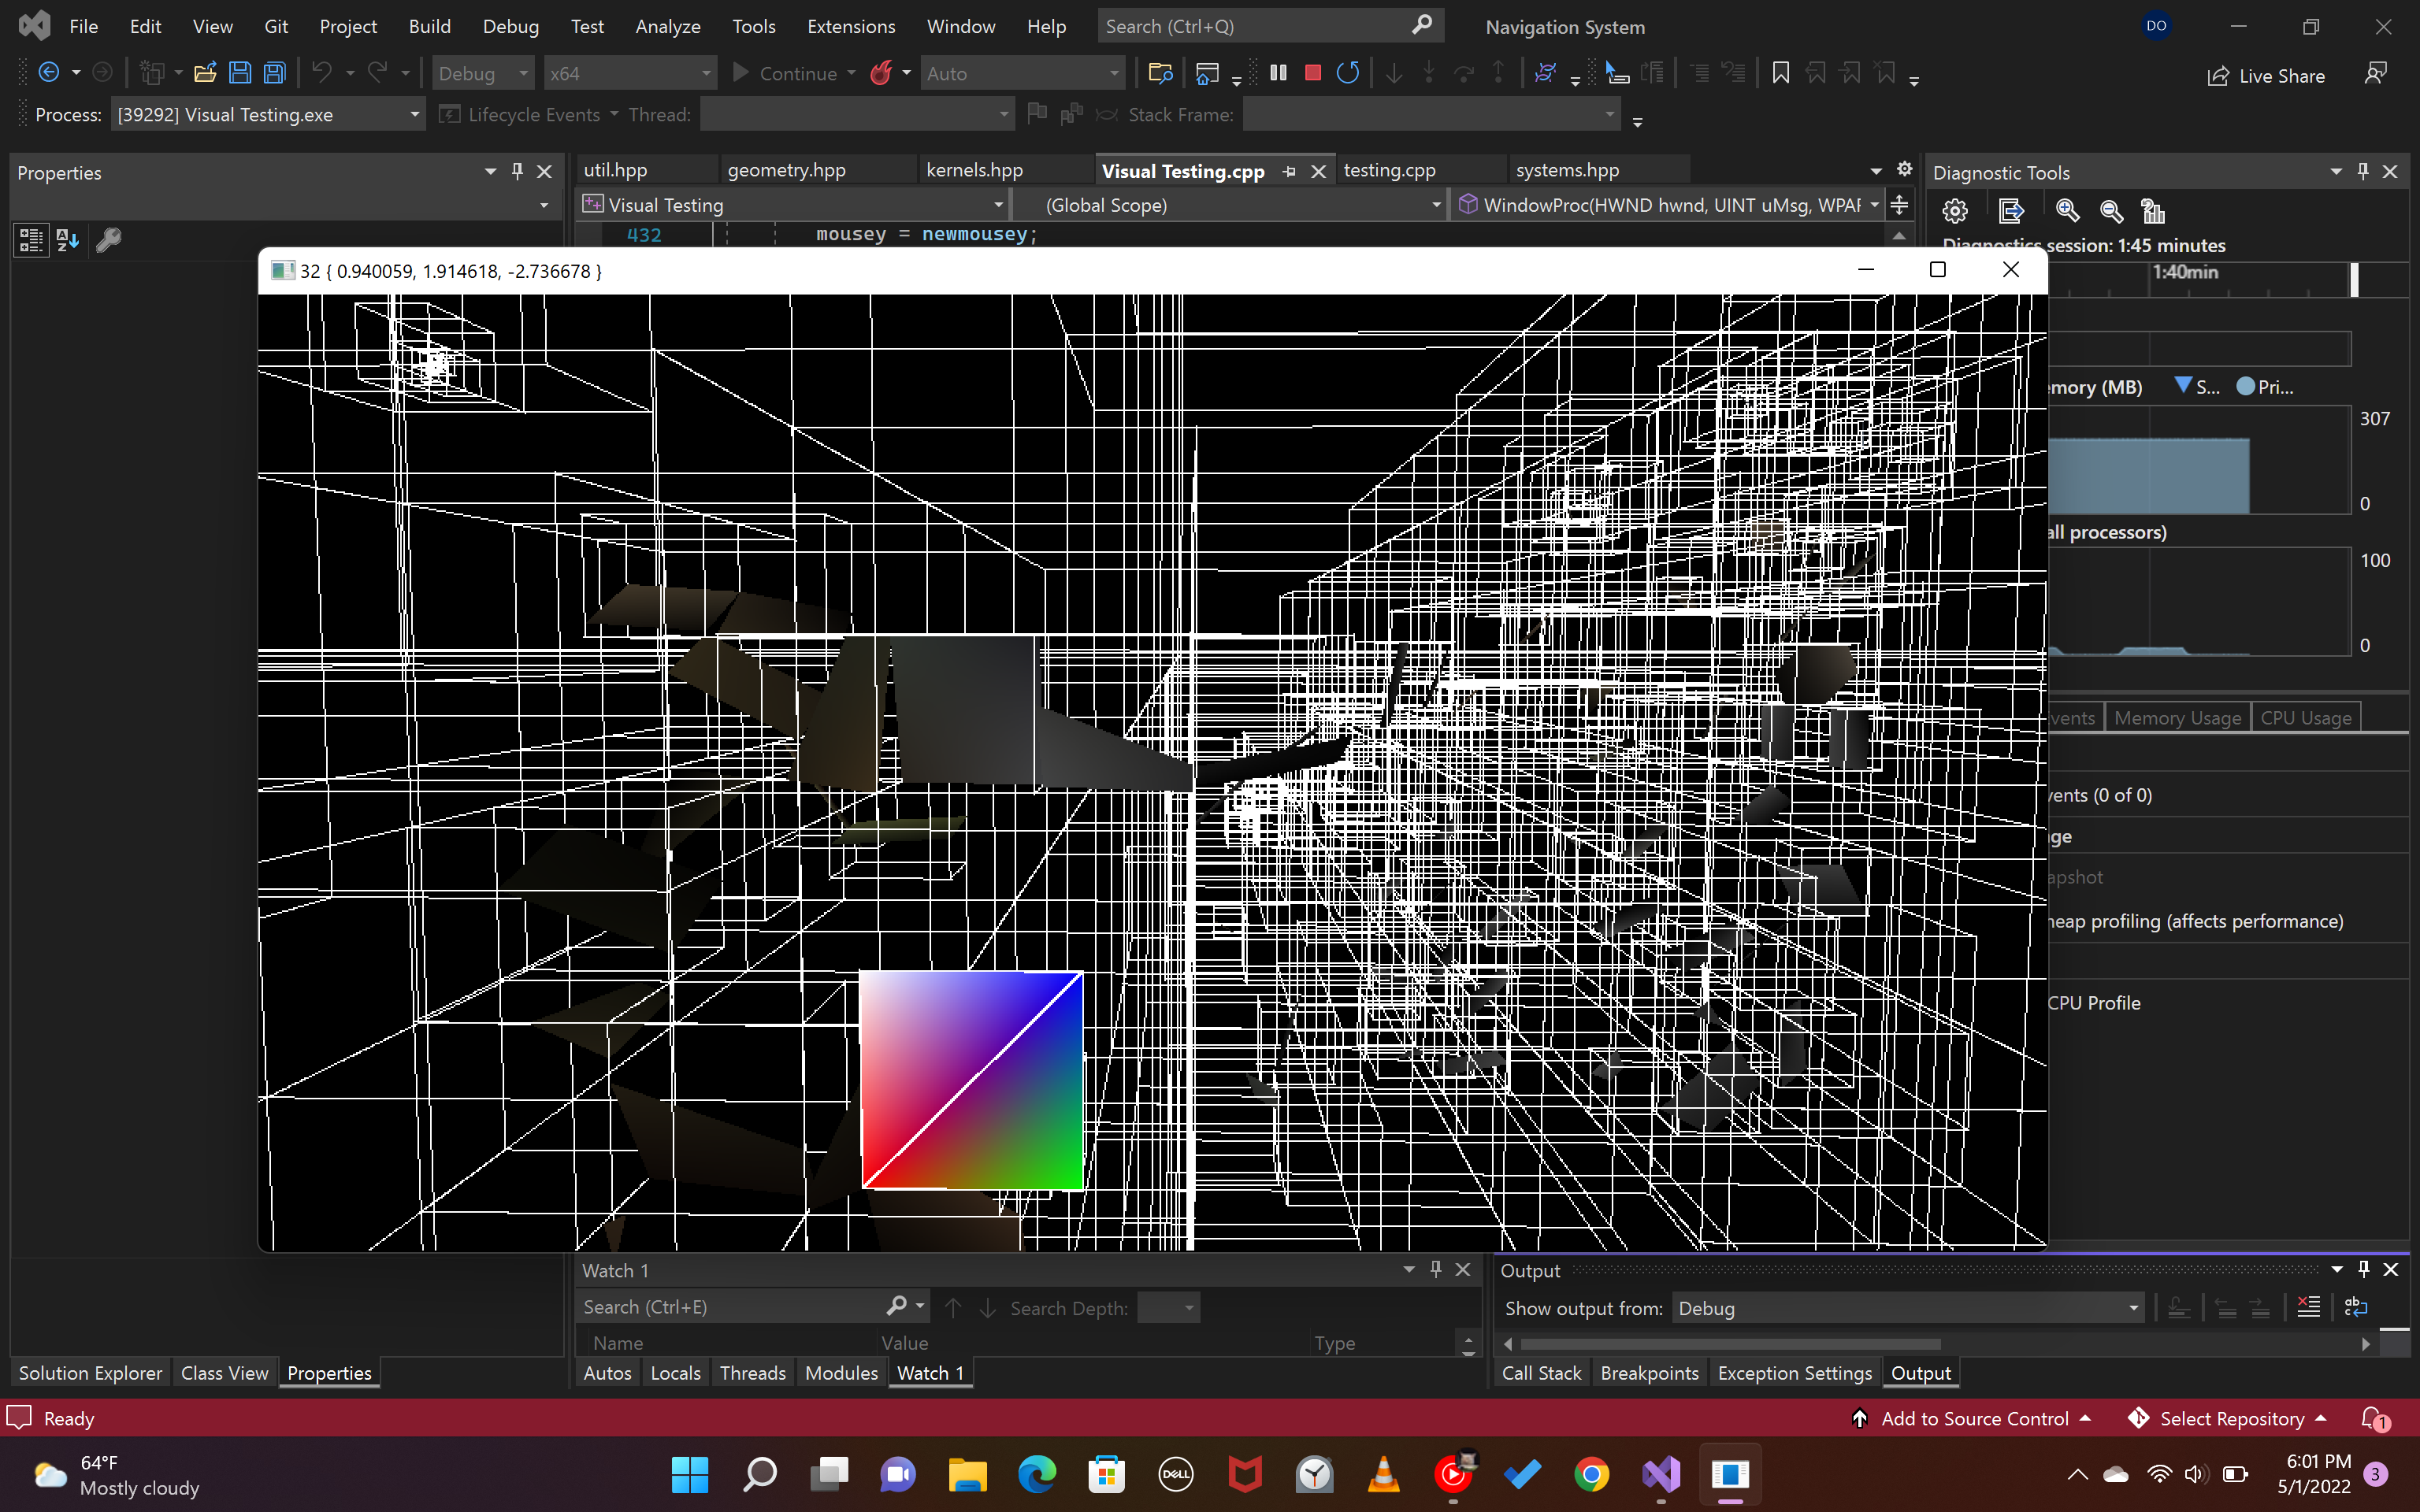 File Edit View Git Project Build Debug Test Analyze Tools Extensions Window Help Search (Ctrl+Q) Navigation System DO
Debug x64 Continue Auto Live Share
Process: [39292] Visual Testing.exe Lifecycle Events Thread: Stack Frame:
Properties
util.hpp geometry.hpp kernels.hpp Visual Testing.cpp testing.cpp systems.hpp
Diagnostic Tools
Visual Testing (Global Scope) WindowProc(HWND hwnd, UINT uMsg, WPAR
432 mousey = newmousey;
Diagnostics session: 1:45 minutes
32 { 0.940059, 1.914618, -2.736678 }
1:40min
emory (MB) S... Pri...
307
0
all processors)
100
0
vents Memory Usage CPU Usage
vents (0 of 0)
ge
apshot
heap profiling (affects performance)
CPU Profile
Watch 1
Output
Search (Ctrl+E) Search Depth:
Show output from: Debug
Name Value Type
Solution Explorer Class View Properties
Autos Locals Threads Modules Watch 1
Call Stack Breakpoints Exception Settings Output
Ready
Add to Source Control Select Repository 1
64°F
Mostly cloudy
DELL
6:01 PM
5/1/2022
3